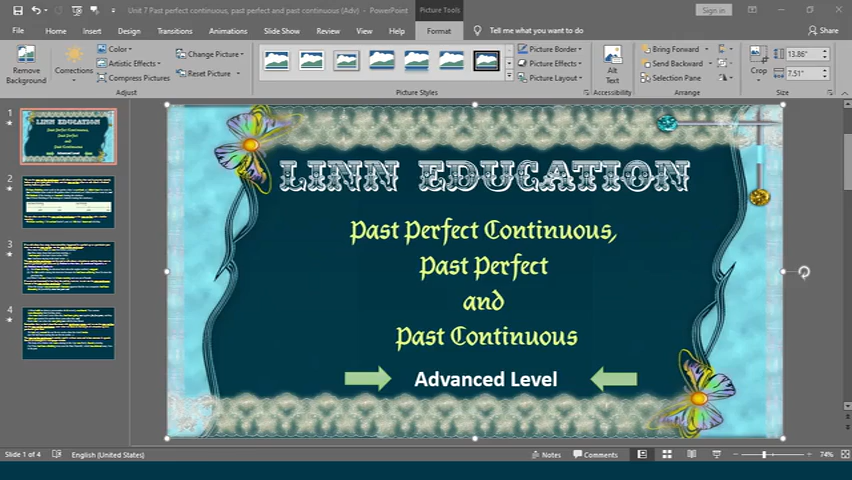 Unit 7 Past perfect continuous, past perfect and past continuous (Adv) - PowerPoint
Picture Tools
Sign in
File Home Insert Design Transitions Animations Slide Show Review View Help Format Tell me what you want to do Share
Remove Background
Corrections
Color
Artistic Effects
Compress Pictures
Change Picture
Reset Picture
Adjust
Picture Styles
Picture Border
Picture Effects
Picture Layout
Alt Text
Bring Forward
Send Backward
Selection Pane
Arrange
Crop
13.86"
7.51"
Size
1
2
3
4
LINN EDUCATION
Past Perfect Continuous,
Past Perfect
and
Past Continuous
Advanced Level
Slide 1 of 4 English (United States) Notes Comments 74%